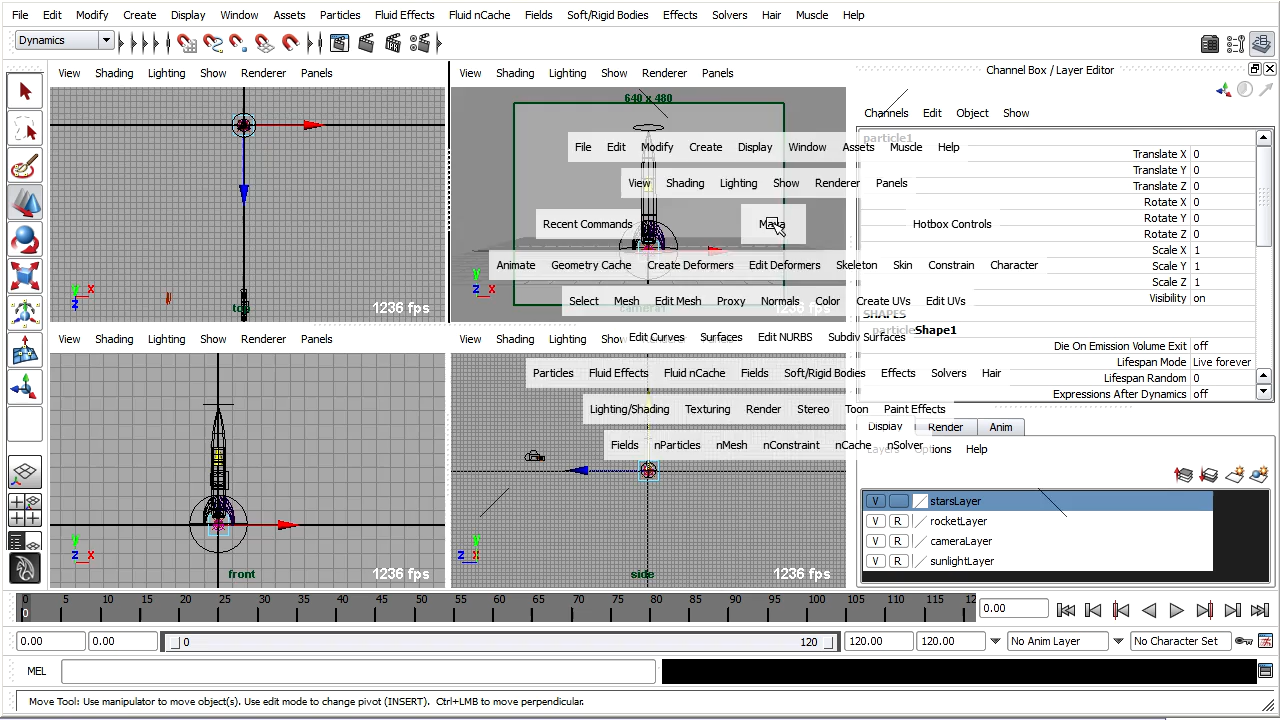 File Edit Modify Create Display Window Assets Particles Fluid Effects Fluid nCache Fields Soft/Rigid Bodies Effects Solvers Hair Muscle Help
Dynamics
View Shading Lighting Show Renderer Panels
View Shading Lighting Show Renderer Panels
Channel Box / Layer Editor
640 x 480
Channels Edit Object Show
particle1
Translate X 0
Translate Y 0
Translate Z 0
Rotate X 0
Rotate Y 0
Rotate Z 0
Scale X 1
Scale Y 1
Scale Z 1
Visibility on
SHAPES
particleShape1
Die On Emission Volume Exit off
Lifespan Mode Live forever
Lifespan Random 0
Expressions After Dynamics off
File Edit Modify Create Display Window Assets Muscle Help
View Shading Lighting Show Renderer Panels
Recent Commands Maya Hotbox Controls
Animate Geometry Cache Create Deformers Edit Deformers Skeleton Skin Constrain Character
Select Mesh Edit Mesh Proxy Normals Color Create UVs Edit UVs
Edit Curves Surfaces Edit NURBS Subdiv Surfaces
Particles Fluid Effects Fluid nCache Fields Soft/Rigid Bodies Effects Solvers Hair
Lighting/Shading Texturing Render Stereo Toon Paint Effects
Fields nParticles nMesh nConstraint nCache nSolver
y
z x
top
1236 fps
y
z x
camera1
1236 fps
View Shading Lighting Show Renderer Panels
View Shading Lighting Show
y
z x
front
1236 fps
y
z x
side
1236 fps
Display Render Anim
Layers Options Help
V starsLayer
V R rocketLayer
V R cameraLayer
V R sunlightLayer
0 5 10 15 20 25 30 35 40 45 50 55 60 65 70 75 80 85 90 95 100 105 110 115 12
0
0.00
0.00 0.00 0 120 120.00 120.00 No Anim Layer No Character Set
MEL
Move Tool: Use manipulator to move object(s). Use edit mode to change pivot (INSERT). Ctrl+LMB to move perpendicular.